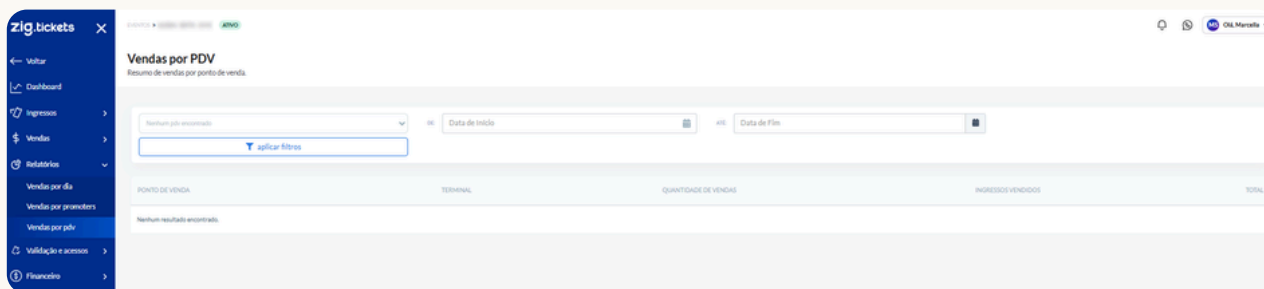 zig.tickets
EVENTOS
ATIVO
Olá, Marcella
Voltar
Dashboard
Ingressos
Vendas
Relatórios
Vendas por dia
Vendas por promoters
Vendas por pdv
Validação e acessos
Financeiro
Vendas por PDV
Resumo de vendas por ponto de venda.
Nenhum pdv encontrado
DE
Data de Início
ATÉ
Data de Fim
aplicar filtros
PONTO DE VENDA TERMINAL QUANTIDADE DE VENDAS INGRESSOS VENDIDOS TOTAL
Nenhum resultado encontrado.